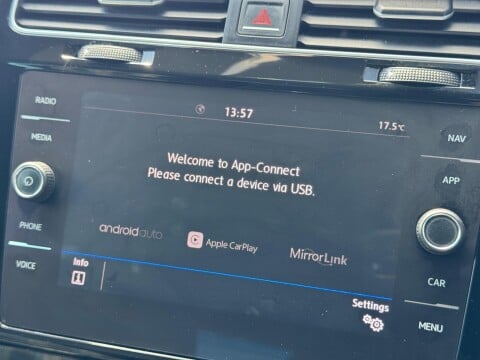 RADIO
MEDIA
PHONE
VOICE
13:57
17.5°C
Welcome to App-Connect
Please connect a device via USB.
androidauto
Apple CarPlay
MirrorLink
Info
Settings
NAV
APP
CAR
MENU